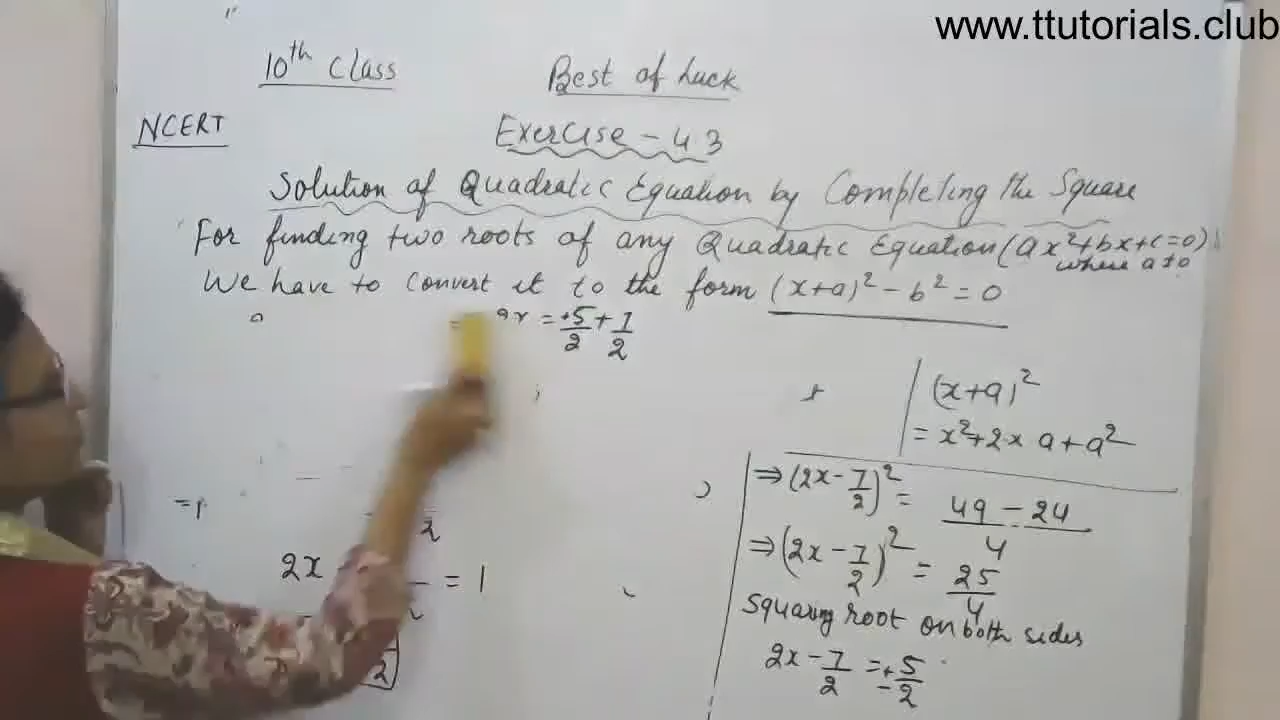 www.ttutorials.club
10th Class
Best of Luck
NCERT
Exercise - 4.3
Solution of Quadratic Equation by Completing the Square
For finding two roots of any Quadratic Equation (ax²+bx+c=0)
where a≠0
We have to convert it to the form (x+a)² - b² = 0
2x = +5/2 + 7/2
(x+a)²
= x²+2x a+a²
⇒ (2x - 7/2)² = (49 - 24)/4
⇒ (2x - 7/2)² = 25/4
Squaring root on both sides
2x - 7/2 = ±5/2
2x
= 1